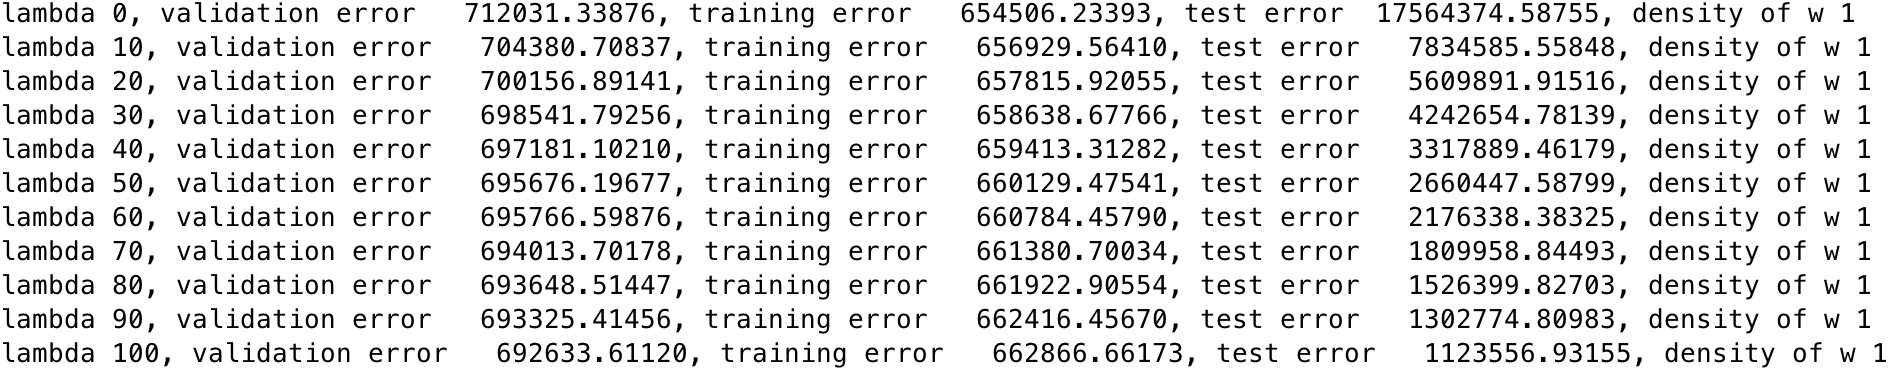 lambda 0, validation error   712031.33876, training error   654506.23393, test error  17564374.58755, density of w 1
lambda 10, validation error   704380.70837, training error   656929.56410, test error   7834585.55848, density of w 1
lambda 20, validation error   700156.89141, training error   657815.92055, test error   5609891.91516, density of w 1
lambda 30, validation error   698541.79256, training error   658638.67766, test error   4242654.78139, density of w 1
lambda 40, validation error   697181.10210, training error   659413.31282, test error   3317889.46179, density of w 1
lambda 50, validation error   695676.19677, training error   660129.47541, test error   2660447.58799, density of w 1
lambda 60, validation error   695766.59876, training error   660784.45790, test error   2176338.38325, density of w 1
lambda 70, validation error   694013.70178, training error   661380.70034, test error   1809958.84493, density of w 1
lambda 80, validation error   693648.51447, training error   661922.90554, test error   1526399.82703, density of w 1
lambda 90, validation error   693325.41456, training error   662416.45670, test error   1302774.80983, density of w 1
lambda 100, validation error   692633.61120, training error   662866.66173, test error   1123556.93155, density of w 1